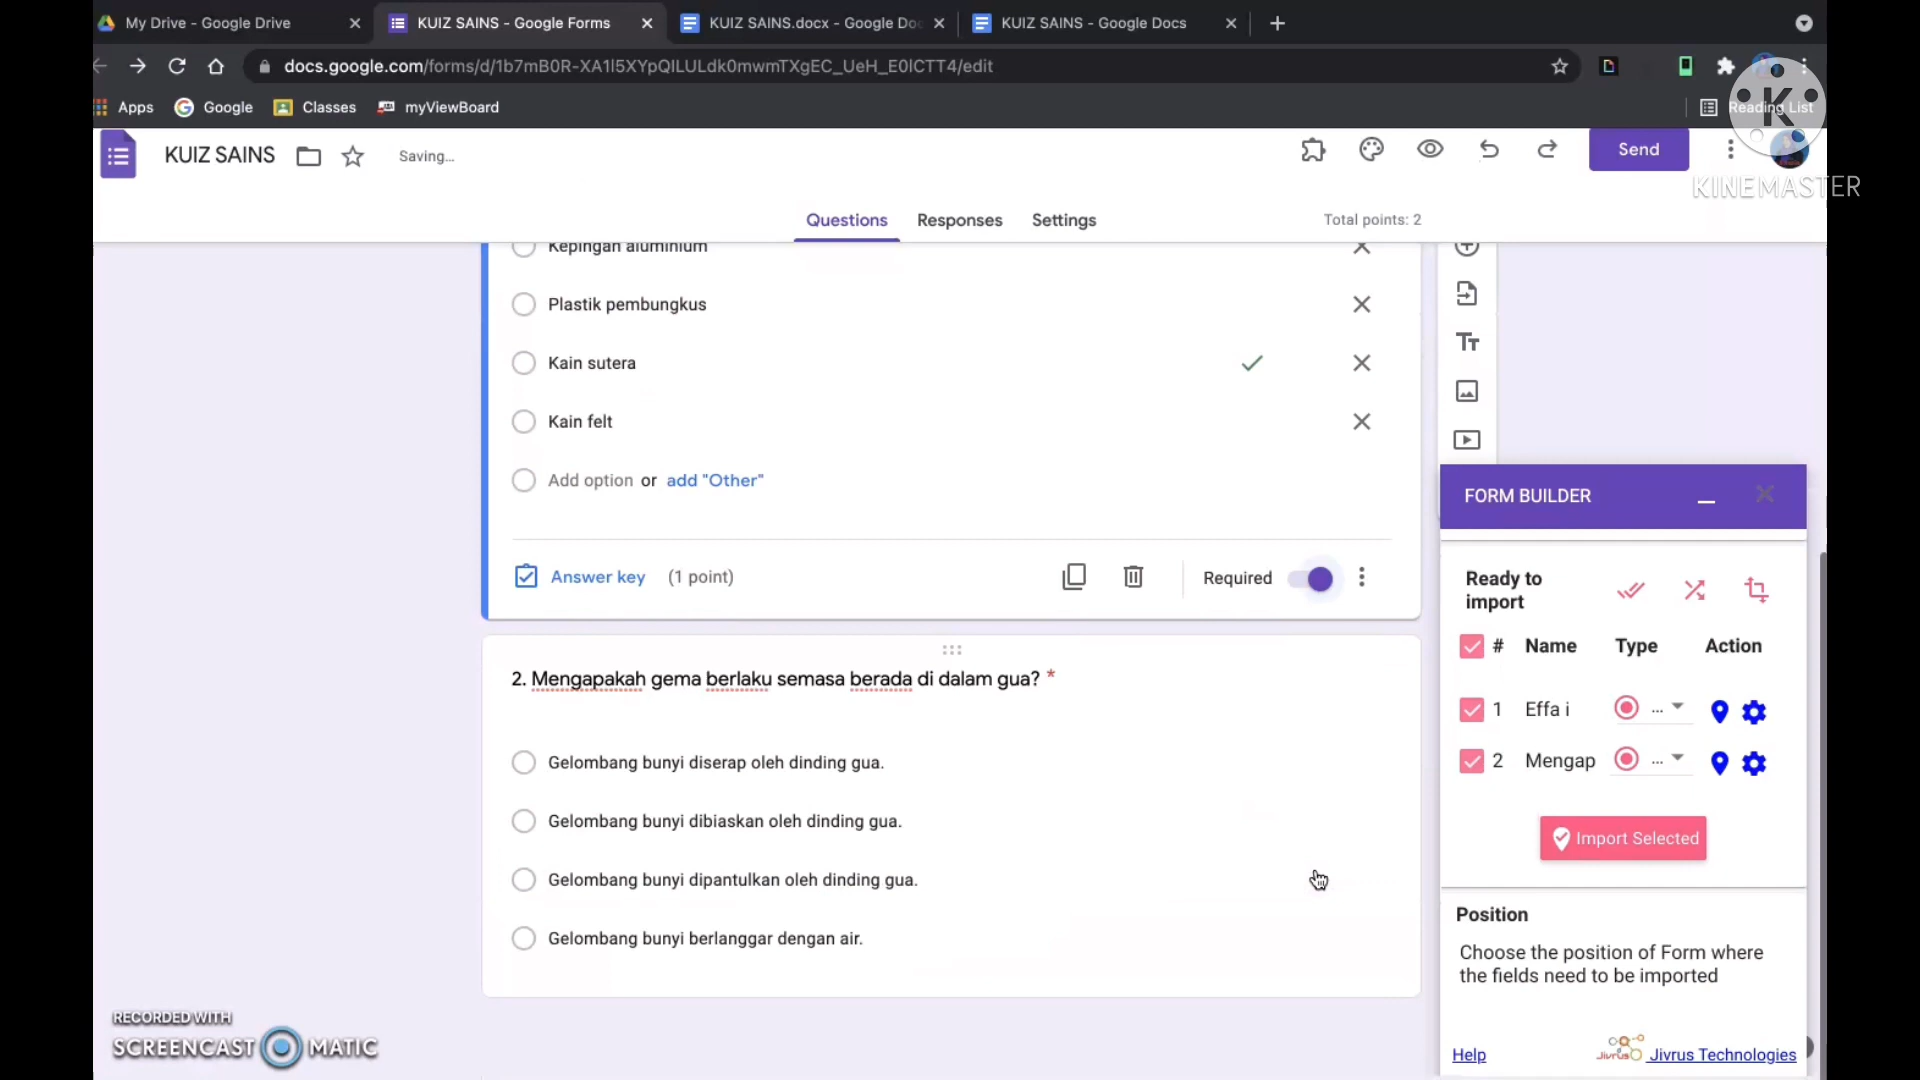 My Drive - Google Drive
KUIZ SAINS - Google Forms
KUIZ SAINS.docx - Google Do
KUIZ SAINS - Google Docs
docs.google.com/forms/d/1b7mB0R-XA1l5XYpQILULdk0mwmTXgEC_UeH_E0lCTT4/edit
Apps
Google
Classes
myViewBoard
Reading List
K
KINEMASTER
KUIZ SAINS
Saving...
Send
Questions
Responses
Settings
Total points: 2
Kepingan aluminium
Plastik pembungkus
Kain sutera
Kain felt
Add option or add "Other"
Answer key (1 point)
Required
2. Mengapakah gema berlaku semasa berada di dalam gua? *
Gelombang bunyi diserap oleh dinding gua.
Gelombang bunyi dibiaskan oleh dinding gua.
Gelombang bunyi dipantulkan oleh dinding gua.
Gelombang bunyi berlanggar dengan air.
FORM BUILDER
Ready to
import
# Name Type Action
1 Effa i ...
2 Mengap ...
Import Selected
Position
Choose the position of Form where
the fields need to be imported
Help
Jivrus Jivrus Technologies
RECORDED WITH
SCREENCAST MATIC